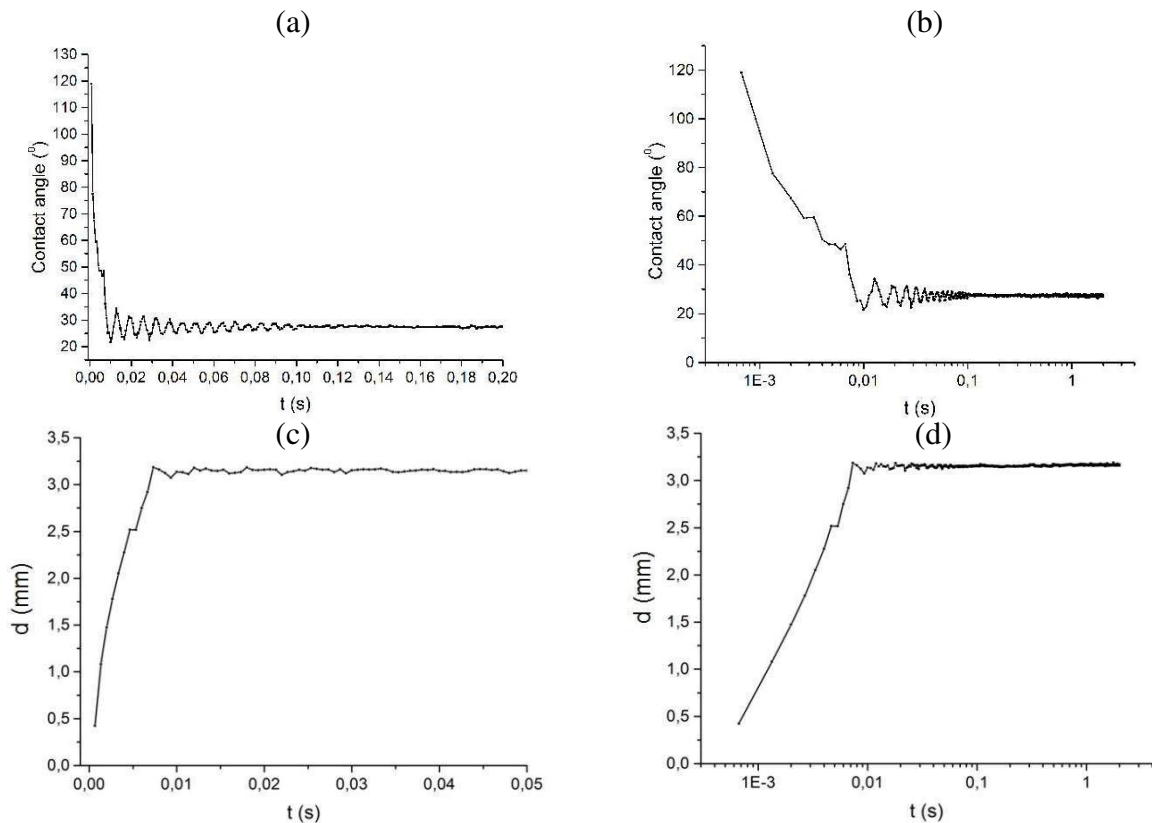 (a)
130
120
110
100
90
80
70
60
50
40
30
20
Contact angle (⁰)
0,00 0,02 0,04 0,06 0,08 0,10 0,12 0,14 0,16 0,18 0,20
t (s)
(b)
120
100
80
60
40
20
0
Contact angle (⁰)
1E-3 0,01 0,1 1
t (s)
(c)
3,5
3,0
2,5
2,0
1,5
1,0
0,5
0,0
d (mm)
0,00 0,01 0,02 0,03 0,04 0,05
t (s)
(d)
3,5
3,0
2,5
2,0
1,5
1,0
0,5
0,0
d (mm)
1E-3 0,01 0,1 1
t (s)